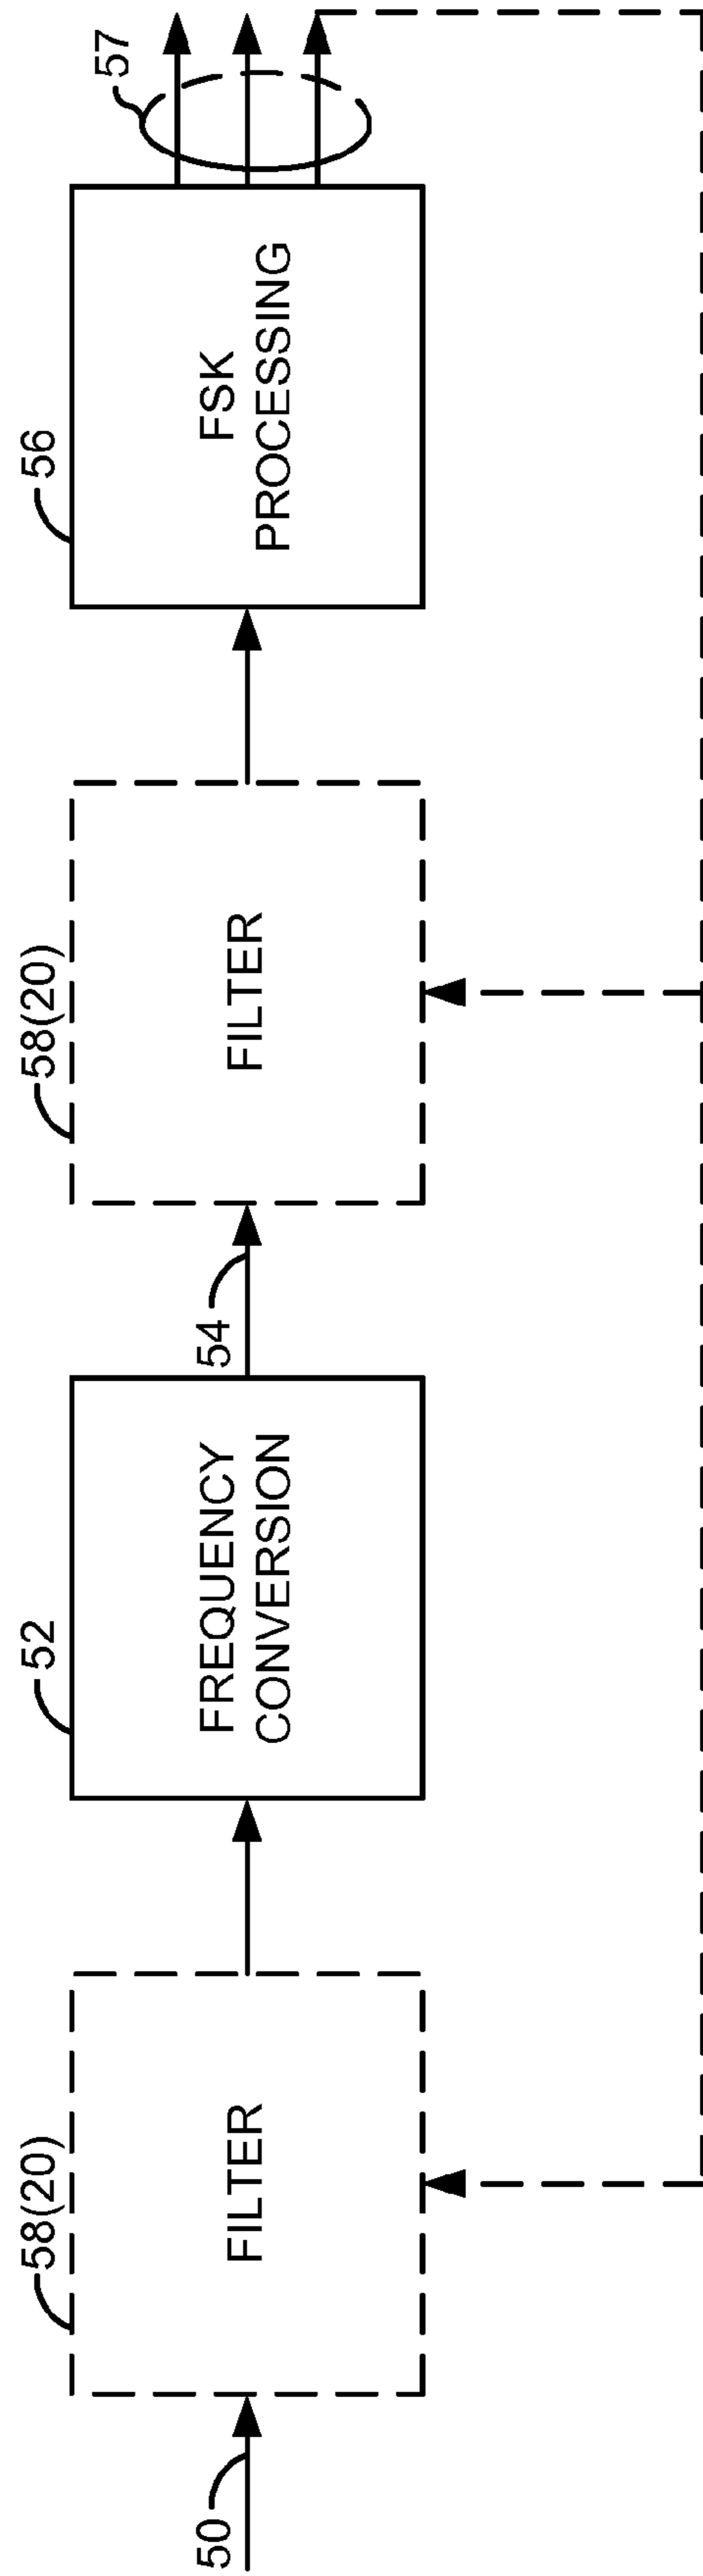 50
58(20)
FILTER
52
FREQUENCY
CONVERSION
54
58(20)
FILTER
56
FSK
PROCESSING
57